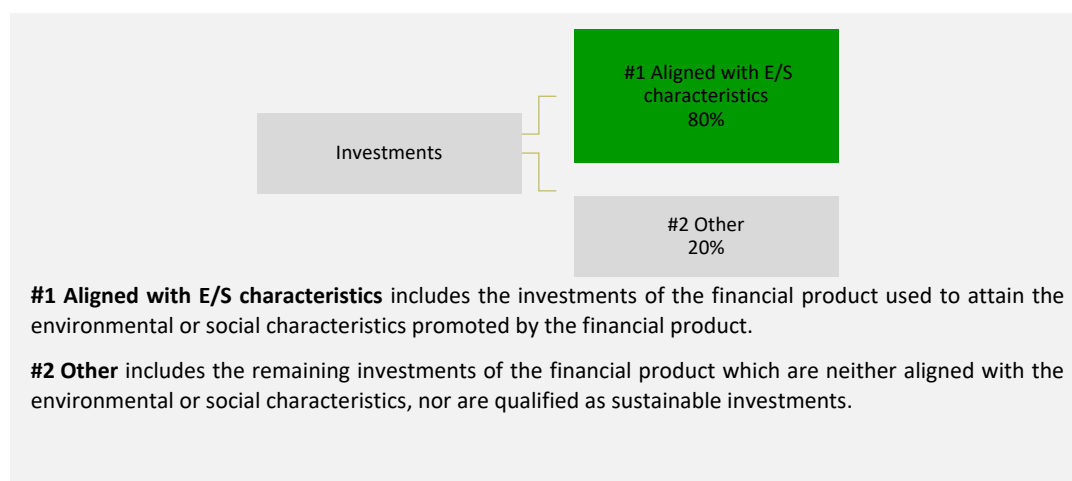 #1 Aligned with E/S
characteristics
80%
Investments
#2 Other
20%
#1 Aligned with E/S characteristics includes the investments of the financial product used to attain the
environmental or social characteristics promoted by the financial product.
#2 Other includes the remaining investments of the financial product which are neither aligned with the
environmental or social characteristics, nor are qualified as sustainable investments.